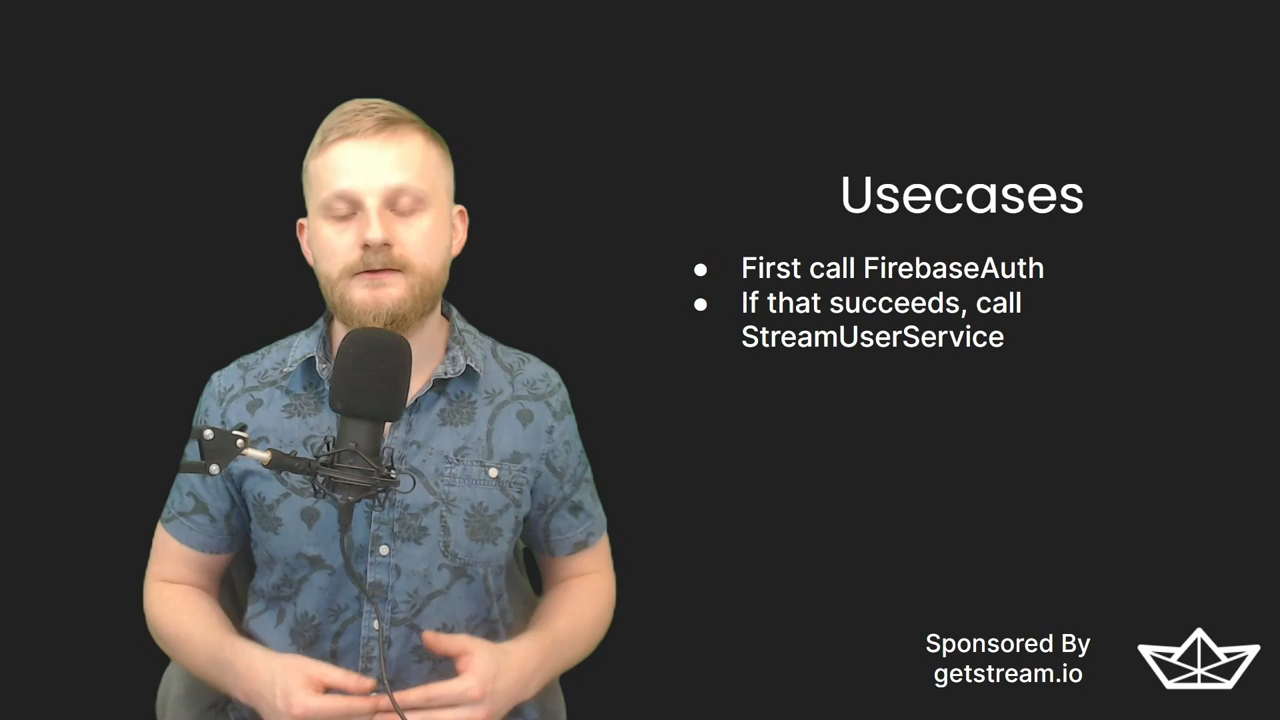 Usecases
● First call FirebaseAuth
● If that succeeds, call
StreamUserService
Sponsored By
getstream.io